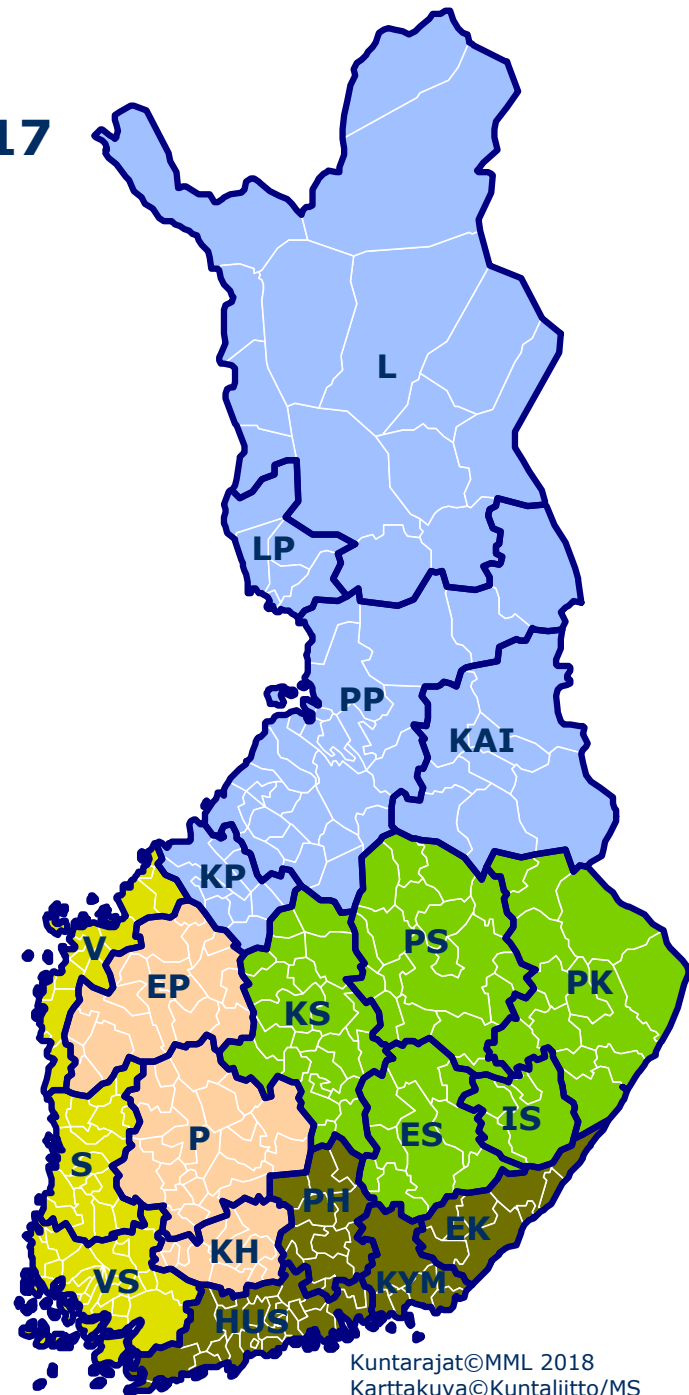 17
L
LP
PP
KAI
KP
V
EP
KS
PS
PK
S
P
ES
IS
PH
EK
VS
KH
KYM
HUS
Kuntarajat©MML 2018
Karttakuva©Kuntaliitto/MS